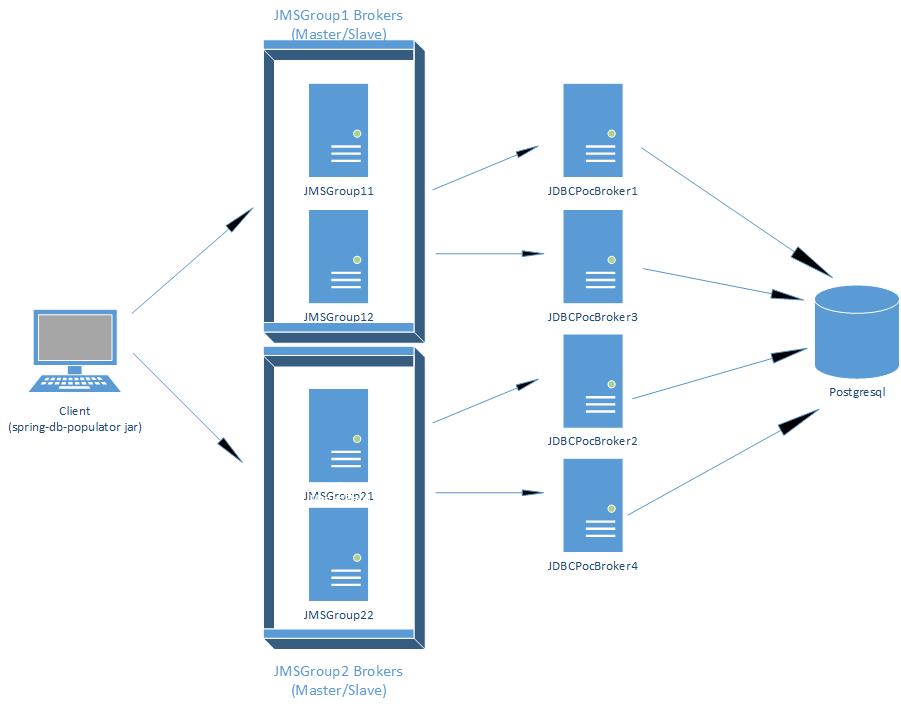 JMSGroup1 Brokers
(Master/Slave)
JMSGroup11
JDBCPocBroker1
JMSGroup12
JDBCPocBroker3
Client
(spring-db-populator jar)
Postgresql
JDBCPocBroker2
JMSGroup21
JDBCPocBroker4
JMSGroup22
JMSGroup2 Brokers
(Master/Slave)